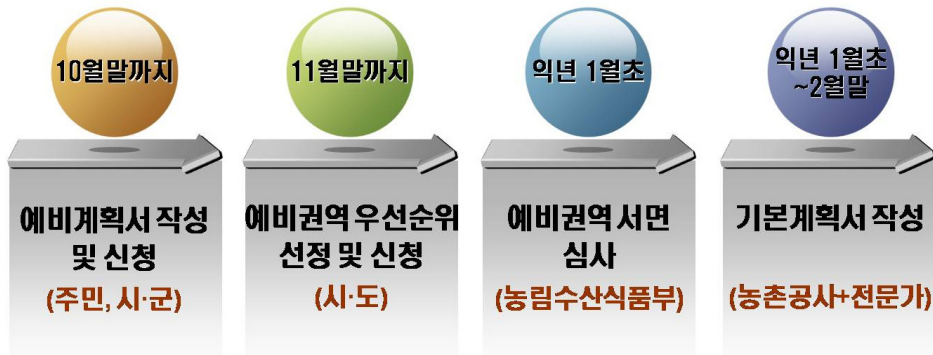 10월말까지
11월말까지
익년 1월초
익년 1월초
~2월말
예비계획서 작성
및 신청
(주민, 시·군)
예비권역 우선순위
선정 및 신청
(시·도)
예비권역 서면
심사
(농림수산식품부)
기본계획서 작성
(농촌공사+전문가)